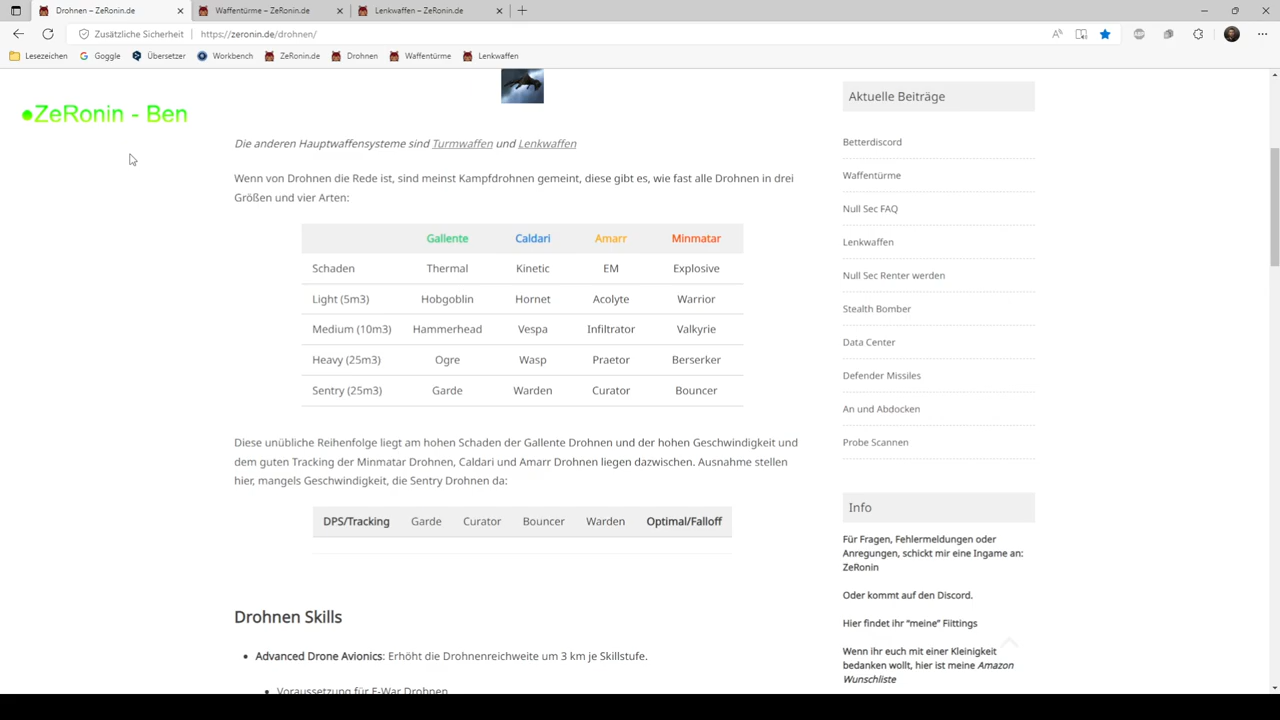 Drohnen – ZeRonin.de
Waffentürme – ZeRonin.de
Lenkwaffen – ZeRonin.de
Zusätzliche Sicherheit
https://zeronin.de/drohnen/
Lesezeichen
Goggle
Übersetzer
Workbench
ZeRonin.de
Drohnen
Waffentürme
Lenkwaffen
ZeRonin - Ben
Die anderen Hauptwaffensysteme sind Turmwaffen und Lenkwaffen
Wenn von Drohnen die Rede ist, sind meinst Kampfdrohnen gemeint, diese gibt es, wie fast alle Drohnen in drei
Größen und vier Arten:
Gallente Caldari Amarr Minmatar
Schaden Thermal Kinetic EM Explosive
Light (5m3) Hobgoblin Hornet Acolyte Warrior
Medium (10m3) Hammerhead Vespa Infiltrator Valkyrie
Heavy (25m3) Ogre Wasp Praetor Berserker
Sentry (25m3) Garde Warden Curator Bouncer
Diese unübliche Reihenfolge liegt am hohen Schaden der Gallente Drohnen und der hohen Geschwindigkeit und
dem guten Tracking der Minmatar Drohnen, Caldari und Amarr Drohnen liegen dazwischen. Ausnahme stellen
hier, mangels Geschwindigkeit, die Sentry Drohnen da:
DPS/Tracking Garde Curator Bouncer Warden Optimal/Falloff
Drohnen Skills
• Advanced Drone Avionics: Erhöht die Drohnenreichweite um 3 km je Skillstufe.
• Voraussetzung für E-War Drohnen
Aktuelle Beiträge
Betterdiscord
Waffentürme
Null Sec FAQ
Lenkwaffen
Null Sec Renter werden
Stealth Bomber
Data Center
Defender Missiles
An und Abdocken
Probe Scannen
Info
Für Fragen, Fehlermeldungen oder
Anregungen, schickt mir eine Ingame an:
ZeRonin
Oder kommt auf den Discord.
Hier findet ihr “meine” Fiittings
Wenn ihr euch mit einer Kleinigkeit
bedanken wollt, hier ist meine Amazon
Wunschliste